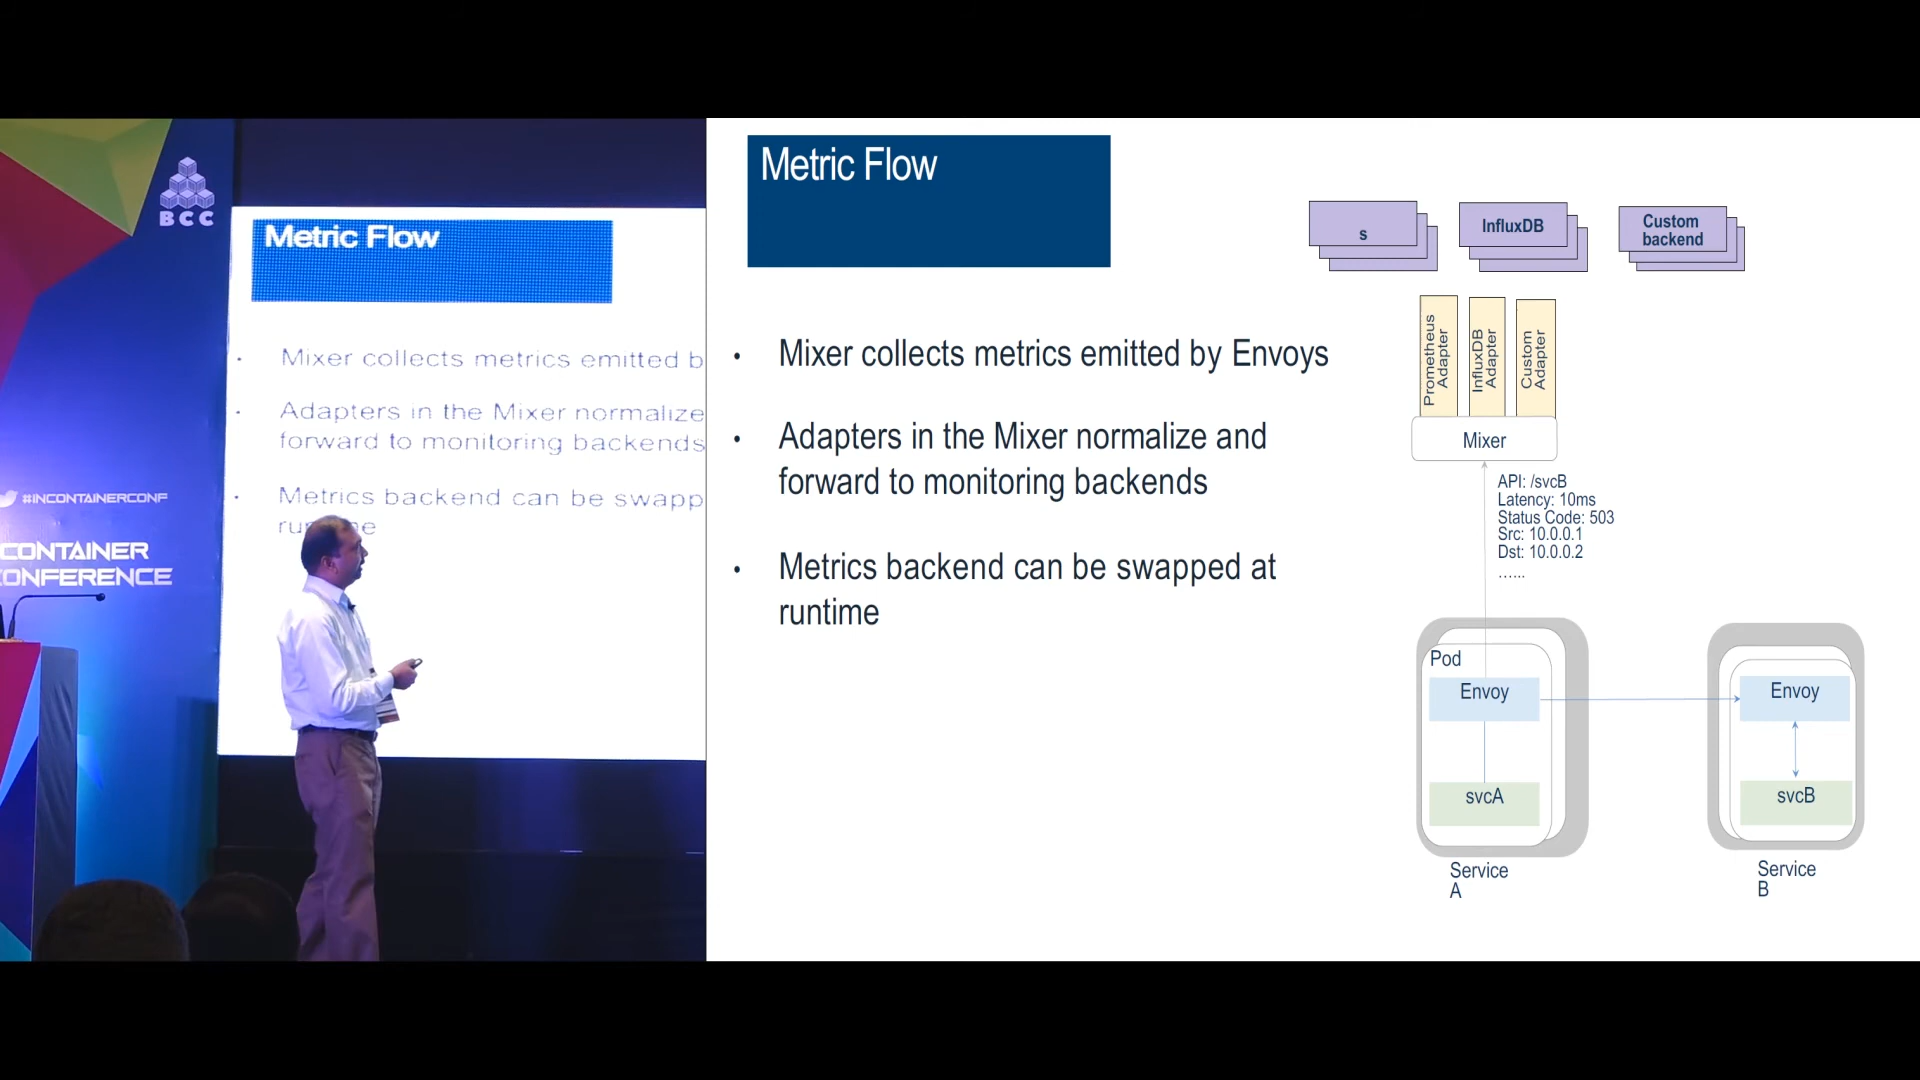 BCC
Metric Flow
Mixer collects metrics emitted b
Adapters in the Mixer normalize
forward to monitoring backends
Metrics backend can be swapp
#INCONTAINERCONF
CONTAINER
CONFERENCE
Metric Flow
• Mixer collects metrics emitted by Envoys
• Adapters in the Mixer normalize and
forward to monitoring backends
• Metrics backend can be swapped at
runtime
s
InfluxDB
Custom
backend
Prometheus
Adapter
InfluxDB
Adapter
Custom
Adapter
Mixer
API: /svcB
Latency: 10ms
Status Code: 503
Src: 10.0.0.1
Dst: 10.0.0.2
…...
Pod
Envoy
svcA
Service
A
Envoy
svcB
Service
B